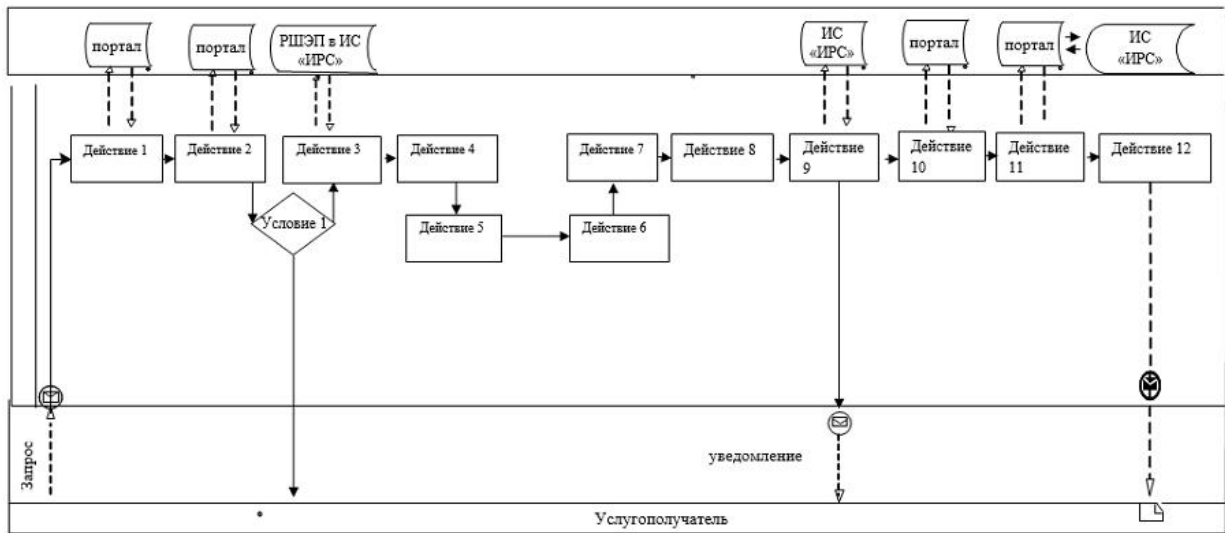 портал
портал
РШЭП в ИС
«ИРС»
ИС
«ИРС»
портал
портал
ИС
«ИРС»
Действие 1
Действие 2
Действие 3
Действие 4
Действие 7
Действие 8
Действие
9
Действие
10
Действие
11
Действие 12
Условие 1
Действие 5
Действие 6
Запрос
уведомление
Услугополучатель